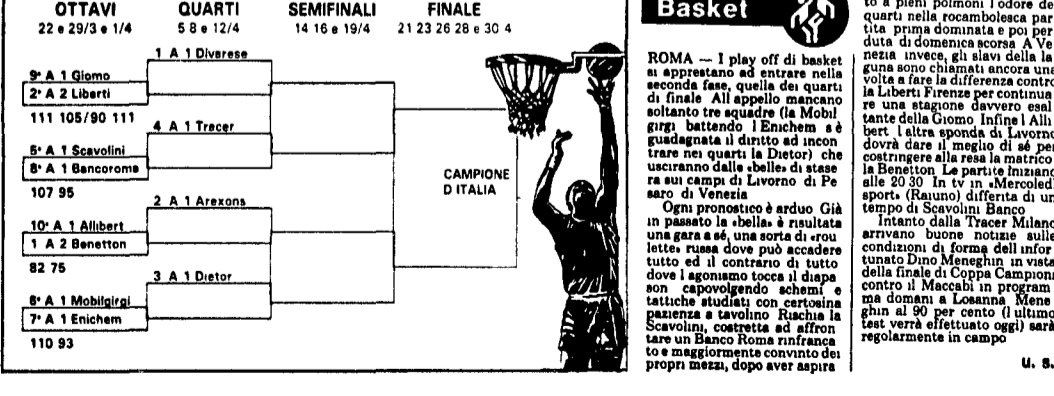 OTTAVI
22 e 29/3 e 1/4
QUARTI
5 8 e 12/4
SEMIFINALI
14 16 e 19/4
FINALE
21 23 26 28 e 30 4
1 A 1 Divarese
9ª A 1 Giomo
2ª A 2 Liberti
111 105/90 111
4 A 1 Tracer
5ª A 1 Scavolini
8ª A 1 Bancoroma
107 95
2 A 1 Arexons
10ª A 1 Allibert
1 A 2 Benetton
82 75
3 A 1 Dietor
6ª A 1 Mobilgirgi
7ª A 1 Enichem
110 93
CAMPIONE
D ITALIA
Basket
ROMA — I play off di basket
si apprestano ad entrare nella
seconda fase, quella dei quarti
di finale All appello mancano
soltanto tre squadre (la Mobil
girgi battendo l Enichem s è
guadagnata il diritto ad incon
trare nei quarti la Dietor) che
usciranno dalle «belle» di stase
ra sui campi di Livorno di Pe
saro di Venezia
Ogni pronostico è arduo Già
in passato la «bella» è risultata
una gara a sé, una sorta di «rou
lette» russa dove può accadere
tutto ed il contrario di tutto
dove l agonismo tocca il diapa
son capovolgendo schemi e
tattiche studiati con certosina
pazienza a tavolino Rischia la
Scavolini, costretta ad affron
tare un Banco Roma rinfranca
to e maggiormente convinto dei
propri mezzi, dopo aver aspira
to a pieni polmoni l odore de
quarti nella rocambolesca par
tita prima dominata e poi per
duta di domenica scorsa A Ve
nezia invece, gli slavi della la
guna sono chiamati ancora una
volta a fare la differenza contro
la Liberti Firenze per continua
re una stagione davvero esal
tante della Giomo Infine l Alli
bert l altra sponda di Livorno
dovrà dare il meglio di sé per
costringere alla resa la matrico
la Benetton Le partite iniziano
alle 20 30 In tv in «Mercoledì
sport» (Raiuno) differita di un
tempo di Scavolini Banco
Intanto dalla Tracer Milano
arrivano buone notizie sulle
condizioni di forma dell infor
tunato Dino Meneghin in vista
della finale di Coppa Campioni
contro il Maccabi in program
ma domani a Losanna Mene
ghin al 90 per cento (l ultimo
test verrà effettuato oggi) sarà
regolarmente in campo
u. s.